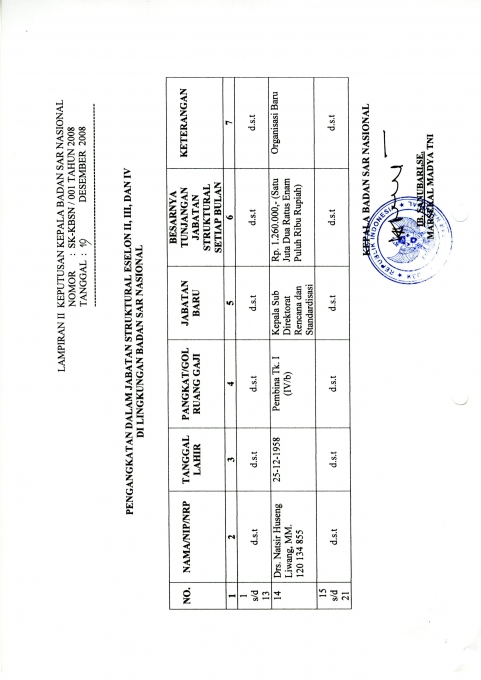 LAMPIRAN II KEPUTUSAN KEPALA BADAN SAR NASIONAL
NOMOR : SK-KBSN / 001 TAHUN 2008
TANGGAL : 19 DESEMBER 2008
PENGANGKATAN DALAM JABATAN STRUKTURAL ESELON II, III, DAN IV
DI LINGKUNGAN BADAN SAR NASIONAL
NO.
NAMA/NIP/NRP
TANGGAL
LAHIR
PANGKAT/GOL
RUANG GAJI
JABATAN
BARU
BESARNYA
TUNJANGAN
JABATAN
STRUKTURAL
SETIAP BULAN
KETERANGAN
1 2 3 4 5 6 7
1
s/d
13
d.s.t
d.s.t
d.s.t
d.s.t
d.s.t
d.s.t
14
Drs. Natsir Huseng
Liwang, MM.
120 134 855
25-12-1958
Pembina Tk. I
(IV/b)
Kepala Sub
Direktorat
Rencana dan
Standardisasi
Rp. 1.260.000,- (Satu
Juta Dua Ratus Enam
Puluh Ribu Rupiah)
Organisasi Baru
15
s/d
21
d.s.t
d.s.t
d.s.t
d.s.t
d.s.t
d.s.t
KEPALA BADAN SAR NASIONAL
REPUBLIK INDONESIA
IB. SANUBARI,SE.
MARSEKAL MADYA TNI